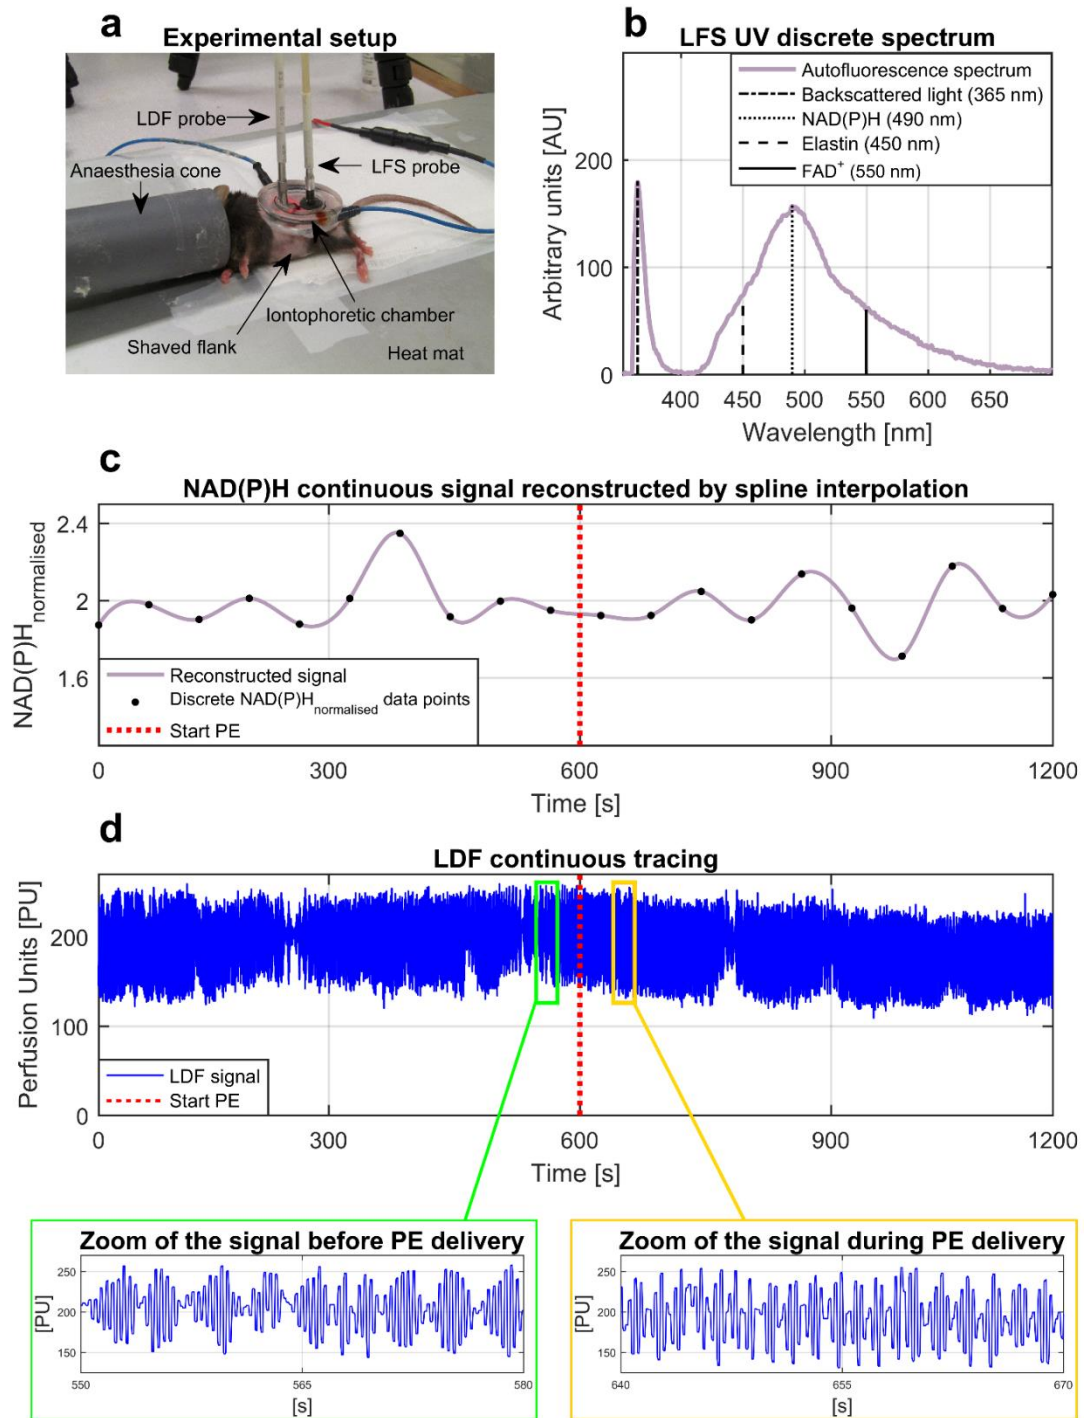 a
Experimental setup
LDF probe
LFS probe
Anaesthesia cone
Iontophoretic chamber
Shaved flank
Heat mat
b
LFS UV discrete spectrum
Autofluorescence spectrum
Backscattered light (365 nm)
NAD(P)H (490 nm)
Elastin (450 nm)
FAD+ (550 nm)
Arbitrary units [AU]
200
100
0
400 450 500 550 600 650
Wavelength [nm]
c
NAD(P)H continuous signal reconstructed by spline interpolation
NAD(P)Hnormalised
2.4
2
1.6
Reconstructed signal
Discrete NAD(P)Hnormalised data points
Start PE
0 300 600 900 1200
Time [s]
d
LDF continuous tracing
Perfusion Units [PU]
200
100
0
LDF signal
Start PE
0 300 600 900 1200
Time [s]
Zoom of the signal before PE delivery
[PU]
250
200
150
550 565 580
[s]
Zoom of the signal during PE delivery
[PU]
250
200
150
640 655 670
[s]